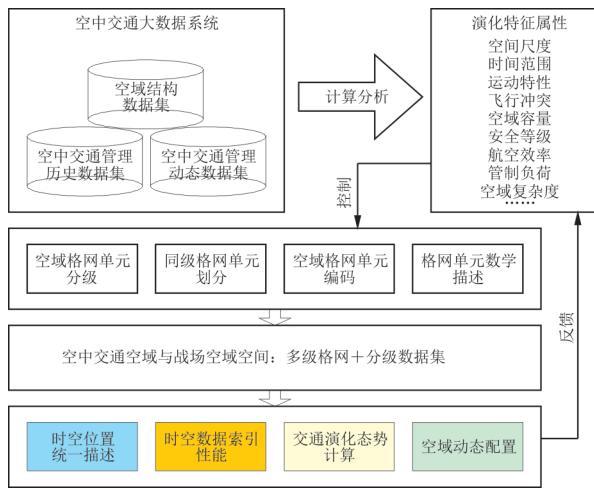 空中交通大数据系统
空域结构
数据集
空中交通管理
历史数据集
空中交通管理
动态数据集
计算分析
演化特征属性
空间尺度
时间范围
运动特性
飞行冲突
空域容量
安全等级
航空效率
管制负荷
空域复杂度
……
控制
空域格网单元
分级
同级格网单元
划分
空域格网单元
编码
格网单元数学
描述
空中交通空域与战场空域空间：多级格网＋分级数据集
反馈
时空位置
统一描述
时空数据索引
性能
交通演化态势
计算
空域动态配置